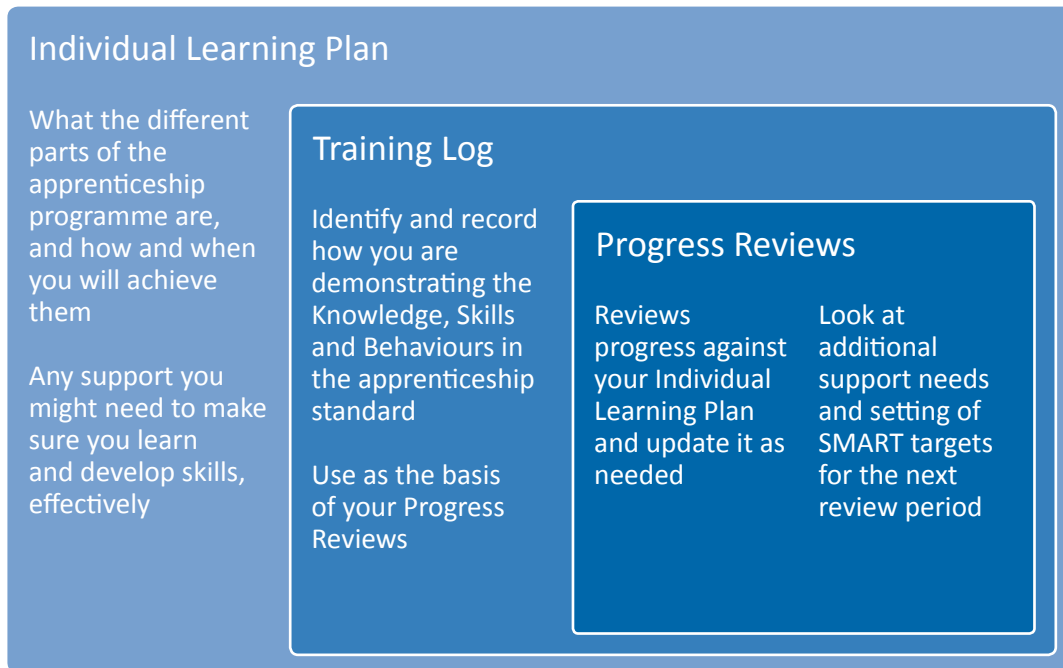 Individual Learning Plan
What the different
parts of the
apprenticeship
programme are,
and how and when
you will achieve
them
Any support you
might need to make
sure you learn
and develop skills,
effectively
Training Log
Identify and record
how you are
demonstrating the
Knowledge, Skills
and Behaviours in
the apprenticeship
standard
Use as the basis
of your Progress
Reviews
Progress Reviews
Reviews
progress against
your Individual
Learning Plan
and update it as
needed
Look at
additional
support needs
and setting of
SMART targets
for the next
review period